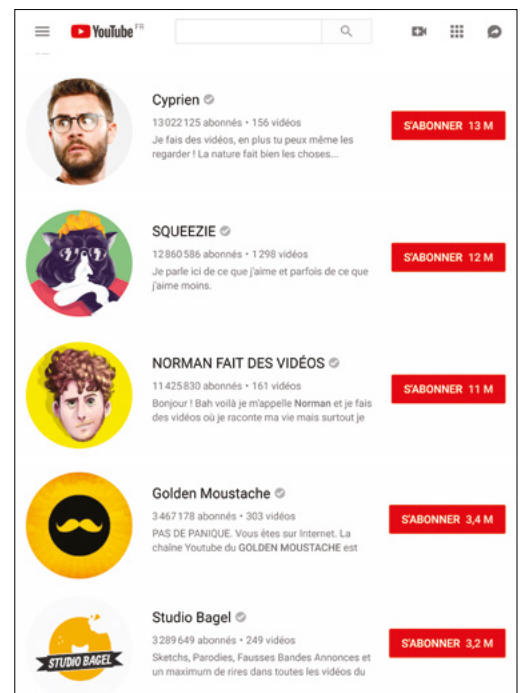 YouTube FR
Cyprien
13 022 125 abonnés • 156 vidéos
Je fais des vidéos, en plus tu peux même les
regarder ! La nature fait bien les choses...
S'ABONNER 13 M
SQUEEZIE
12 860 586 abonnés • 1 298 vidéos
Je parle ici de ce que j'aime et parfois de ce que
j'aime moins.
S'ABONNER 12 M
NORMAN FAIT DES VIDÉOS
11 425 830 abonnés • 161 vidéos
Bonjour ! Bah voilà je m'appelle Norman et je fais
des vidéos où je raconte ma vie mais surtout je
S'ABONNER 11 M
Golden Moustache
3 467 178 abonnés • 303 vidéos
PAS DE PANIQUE. Vous êtes sur Internet. La
chaîne Youtube du GOLDEN MOUSTACHE est
S'ABONNER 3,4 M
STUDIO BAGEL
Studio Bagel
3 289 649 abonnés • 249 vidéos
Sketchs, Parodies, Fausses Bandes Annonces et
un maximum de rires dans toutes les vidéos du
S'ABONNER 3,2 M